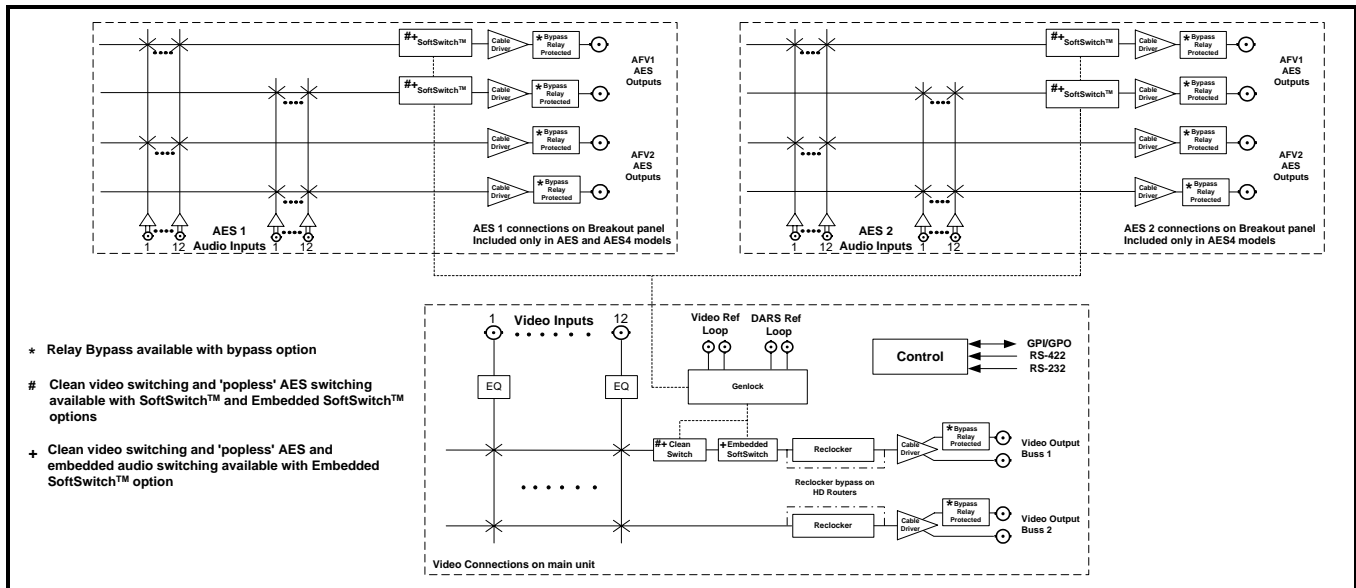 #+SoftSwitch™
Cable Driver
* Bypass Relay Protected
#+SoftSwitch™
Cable Driver
* Bypass Relay Protected
AFV1
AES
Outputs
Cable Driver
* Bypass Relay Protected
Cable Driver
* Bypass Relay Protected
AFV2
AES
Outputs
AES 1
Audio Inputs
1 12 1 12
AES 1 connections on Breakout panel
Included only in AES and AES4 models
#+SoftSwitch™
Cable Driver
* Bypass Relay Protected
#+SoftSwitch™
Cable Driver
* Bypass Relay Protected
AFV1
AES
Outputs
Cable Driver
* Bypass Relay Protected
Cable Driver
* Bypass Relay Protected
AFV2
AES
Outputs
AES 2
Audio Inputs
1 12 1 12
AES 2 connections on Breakout panel
Included only in AES4 models
* Relay Bypass available with bypass option
# Clean video switching and 'popless' AES switching
available with SoftSwitch™ and Embedded SoftSwitch™
options
+ Clean video switching and 'popless' AES and
embedded audio switching available with Embedded
SoftSwitch™ option
1 Video Inputs 12
EQ EQ
Video Ref
Loop
DARS Ref
Loop
Genlock
Control
GPI/GPO
RS-422
RS-232
#+ Clean
Switch
+ Embedded
SoftSwitch
Reclocker
Cable Driver
* Bypass Relay Protected
Video Output
Buss 1
Reclocker bypass on
HD Routers
Reclocker
Cable Driver
* Bypass Relay Protected
Video Output
Buss 2
Video Connections on main unit